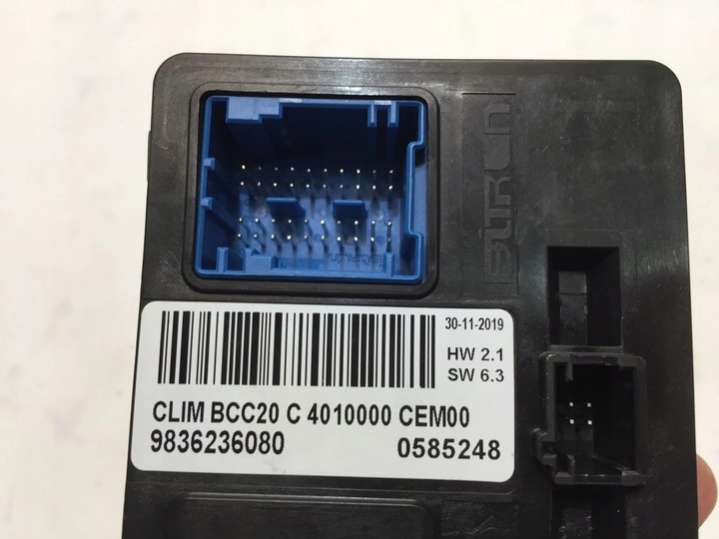 30-11-2019
HW 2.1
SW 6.3
CLIM BCC20 C 4010000 CEM00
9836236080 0585248